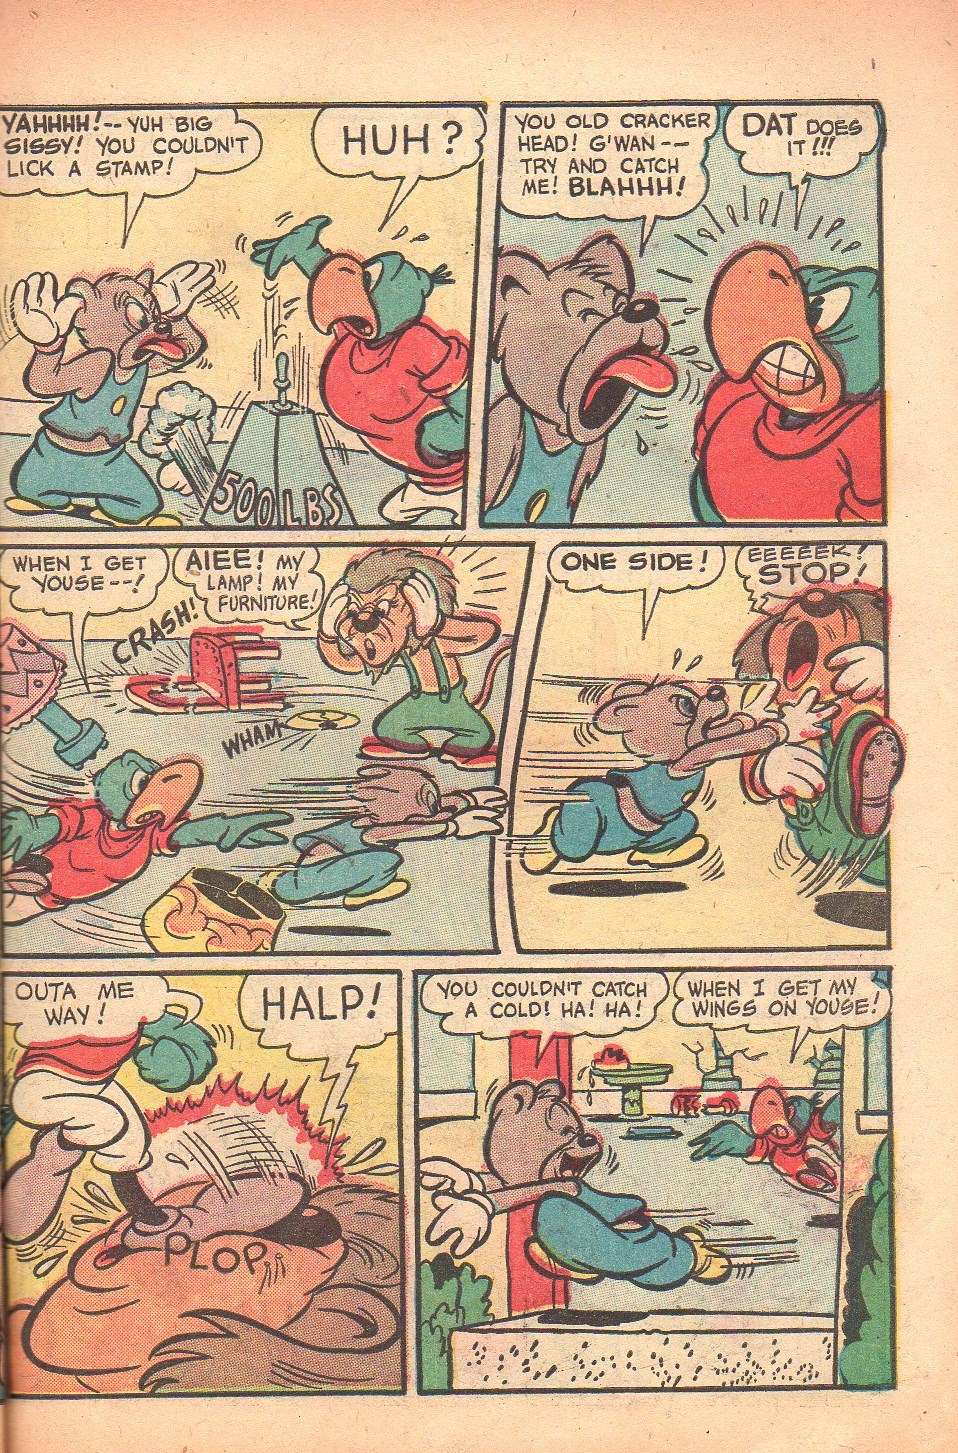 YAHHHH!-- YUH BIG
SISSY! YOU COULDN'T
LICK A STAMP!
HUH?
500 LBS
YOU OLD CRACKER
HEAD! G'WAN --
TRY AND CATCH
ME! BLAHHH!
DAT DOES
IT!!!
WHEN I GET
YOUSE--!
AIEE! MY
LAMP! MY
FURNITURE!
CRASH!
WHAM
ONE SIDE!
EEEEEK!
STOP!
OUTA ME
WAY!
HALP!
PLOP
YOU COULDN'T CATCH
A COLD! HA! HA!
WHEN I GET MY
WINGS ON YOUSE!